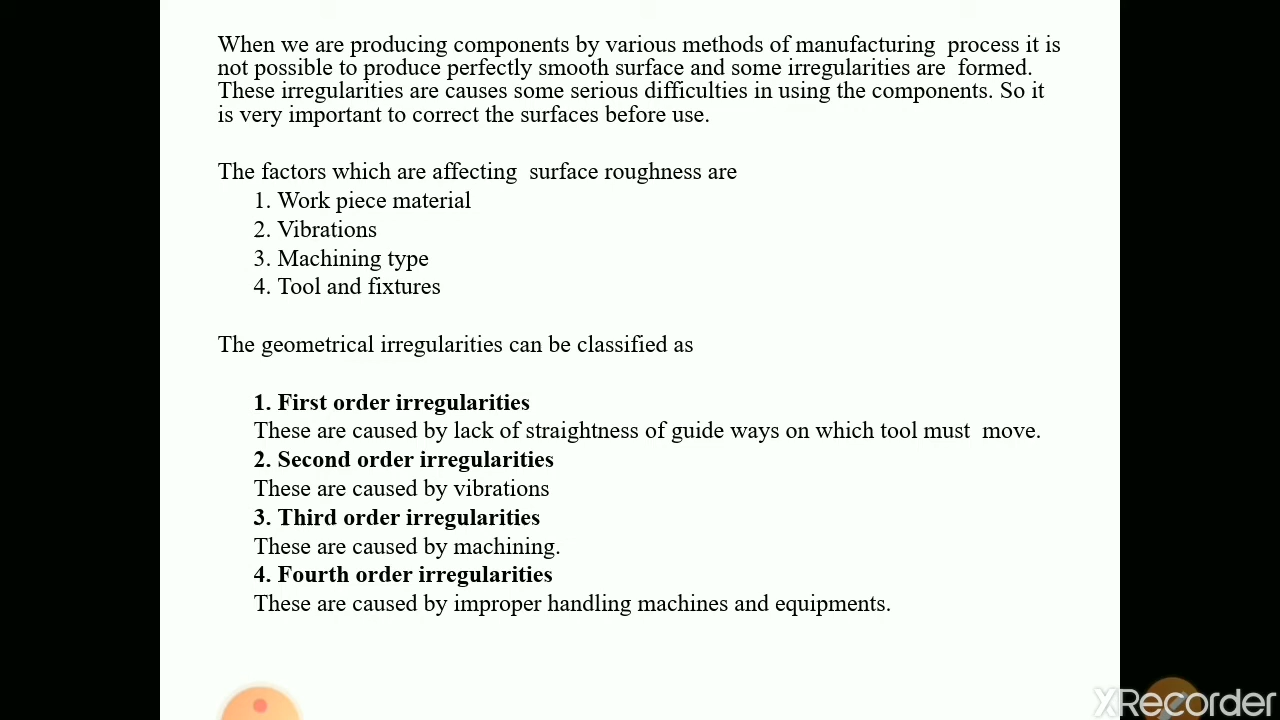 When we are producing components by various methods of manufacturing process it is
not possible to produce perfectly smooth surface and some irregularities are formed.
These irregularities are causes some serious difficulties in using the components. So it
is very important to correct the surfaces before use.
The factors which are affecting surface roughness are
1. Work piece material
2. Vibrations
3. Machining type
4. Tool and fixtures
The geometrical irregularities can be classified as
1. First order irregularities
These are caused by lack of straightness of guide ways on which tool must move.
2. Second order irregularities
These are caused by vibrations
3. Third order irregularities
These are caused by machining.
4. Fourth order irregularities
These are caused by improper handling machines and equipments.
XRecorder